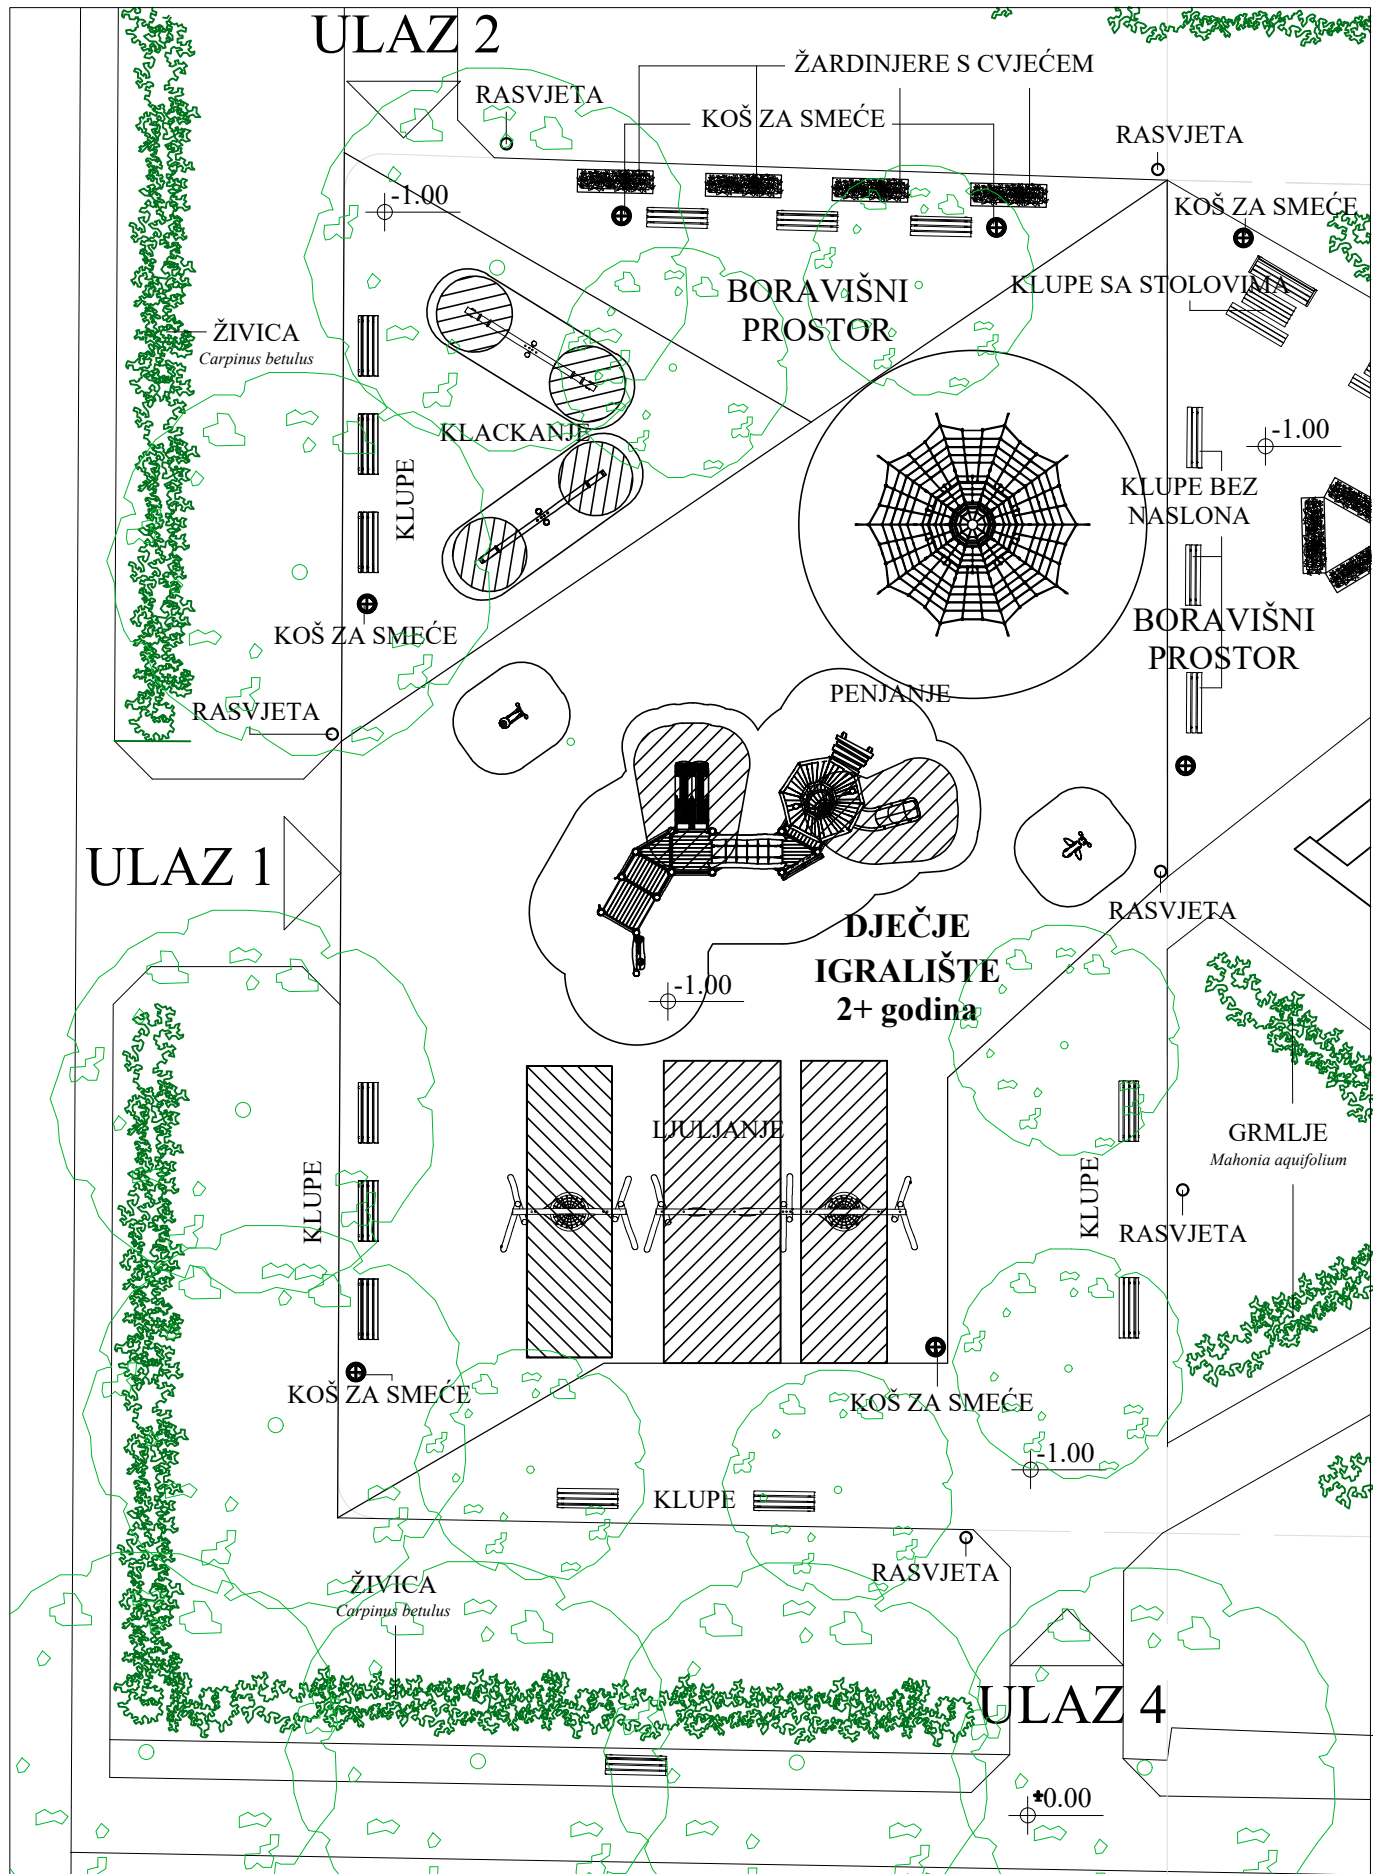 ULAZ 2
ŽARDINJERE S CVJEĆEM
RASVJETA
KOŠ ZA SMEĆE
RASVJETA
-1.00
KOŠ ZA SMEĆE
KLUPE SA STOLOVIMA
BORAVIŠNI
PROSTOR
ŽIVICA
Carpinus betulus
KLACKANJE
-1.00
KLUPE
KLUPE BEZ
NASLONA
KOŠ ZA SMEĆE
BORAVIŠNI
PROSTOR
PENJANJE
RASVJETA
ULAZ 1
RASVJETA
DJEČJE
IGRALIŠTE
2+ godina
-1.00
LJULJANJE
GRMLJE
Mahonia aquifolium
KLUPE
KLUPE
RASVJETA
KOŠ ZA SMEĆE
KOŠ ZA SMEĆE
-1.00
KLUPE
RASVJETA
ŽIVICA
Carpinus betulus
ULAZ 4
±0.00